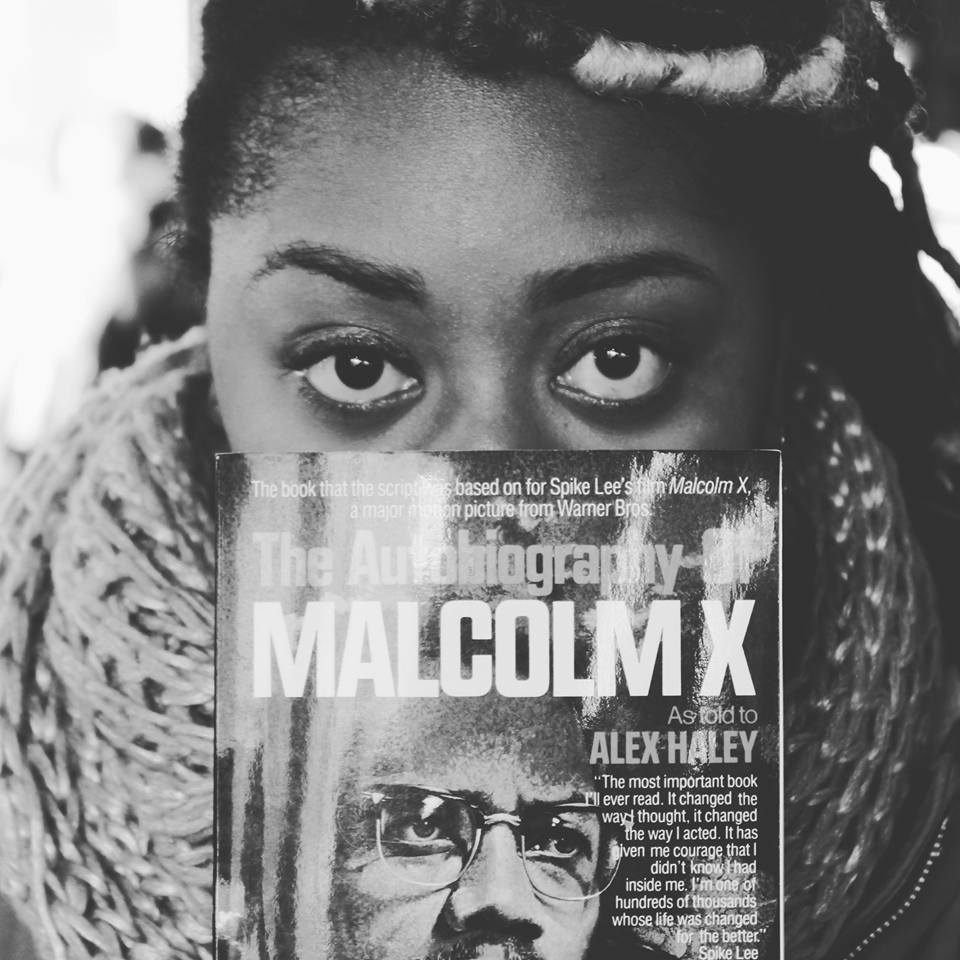 The book that the script was based on for Spike Lee's film Malcolm X,
a major motion picture from Warner Bros.
The Autobiography Of
MALCOLM X
As told to
ALEX HALEY
"The most important book
I'll ever read. It changed the
way I thought, it changed
the way I acted. It has
given me courage that I
didn't know I had
inside me. I'm one of
hundreds of thousands
whose life was changed
for the better."
Spike Lee